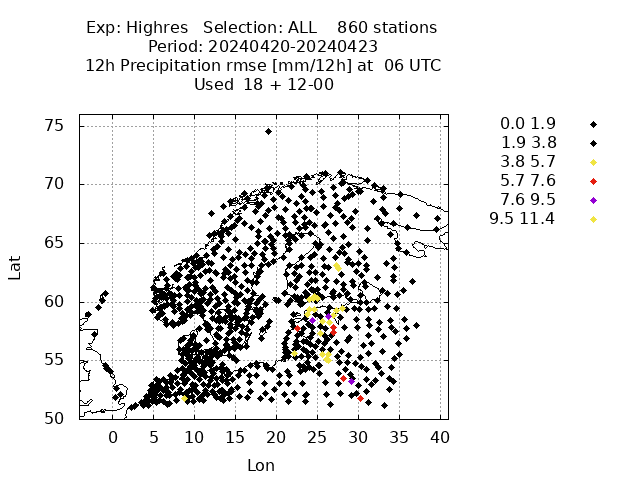 Exp: Highres   Selection: ALL    860 stations
Period: 20240420-20240423
12h Precipitation rmse [mm/12h] at  06 UTC
Used  18 + 12-00
0.0 1.9
1.9 3.8
3.8 5.7
5.7 7.6
7.6 9.5
9.5 11.4
75
70
65
60
55
50
Lat
0 5 10 15 20 25 30 35 40
Lon